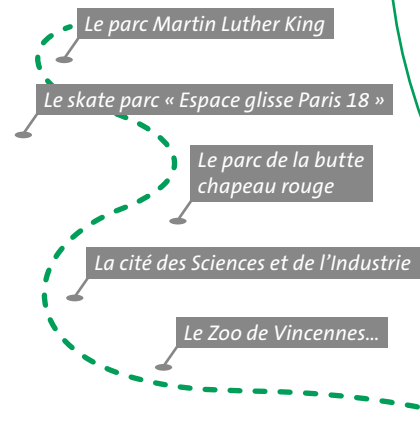 Le parc Martin Luther King
Le skate parc « Espace glisse Paris 18 »
Le parc de la butte
chapeau rouge
La cité des Sciences et de l’Industrie
Le Zoo de Vincennes...